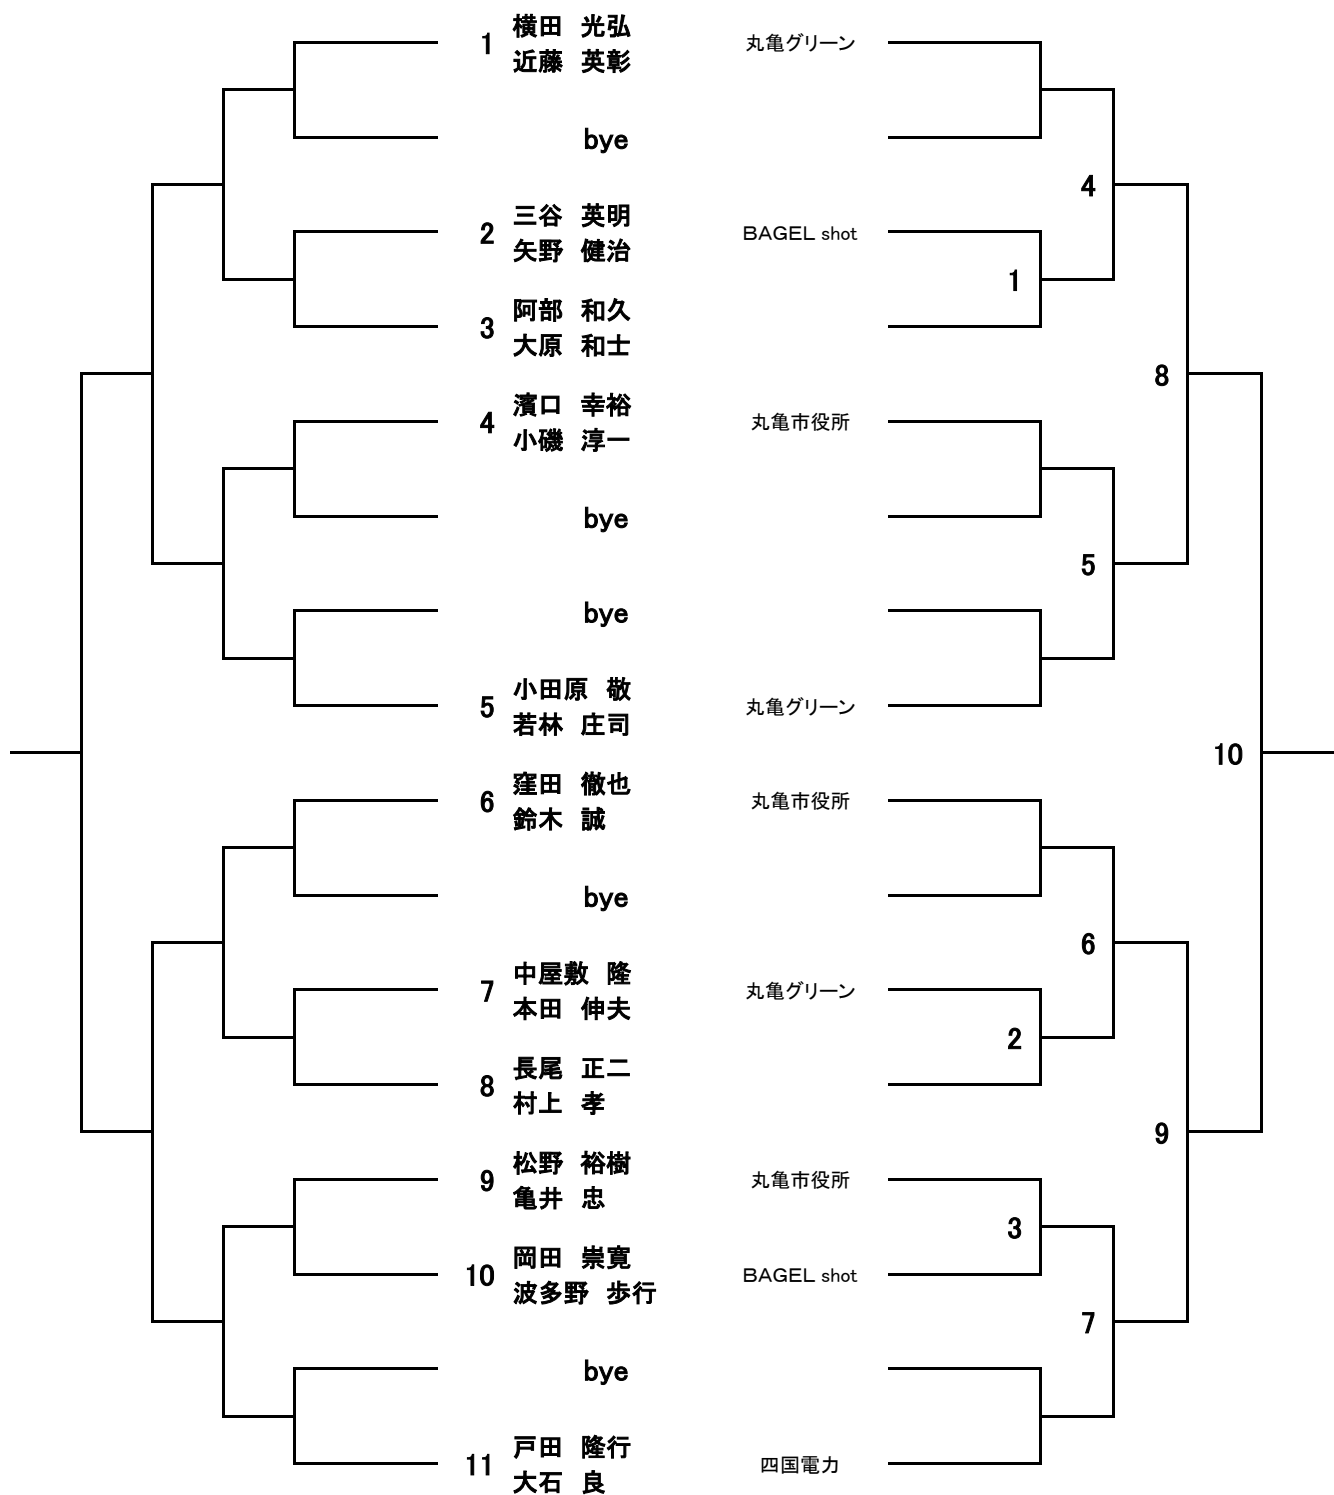 横田 光弘
1 丸亀グリーン
近藤 英彰
bye
4
三谷 英明
2 BAGEL shot
矢野 健治
1
阿部 和久
3
大原 和士
8
濱口 幸裕
4 丸亀市役所
小磯 淳一
bye
5
bye
小田原 敬
5 丸亀グリーン
若林 庄司
10
窪田 徹也
6 丸亀市役所
鈴木 誠
bye
6
中屋敷 隆
7 丸亀グリーン
本田 伸夫
2
長尾 正二
8
村上 孝
9
松野 裕樹
9 丸亀市役所
亀井 忠
3
岡田 崇寛
10 BAGEL shot
波多野 歩行
7
bye
戸田 隆行
11 四国電力
大石 良